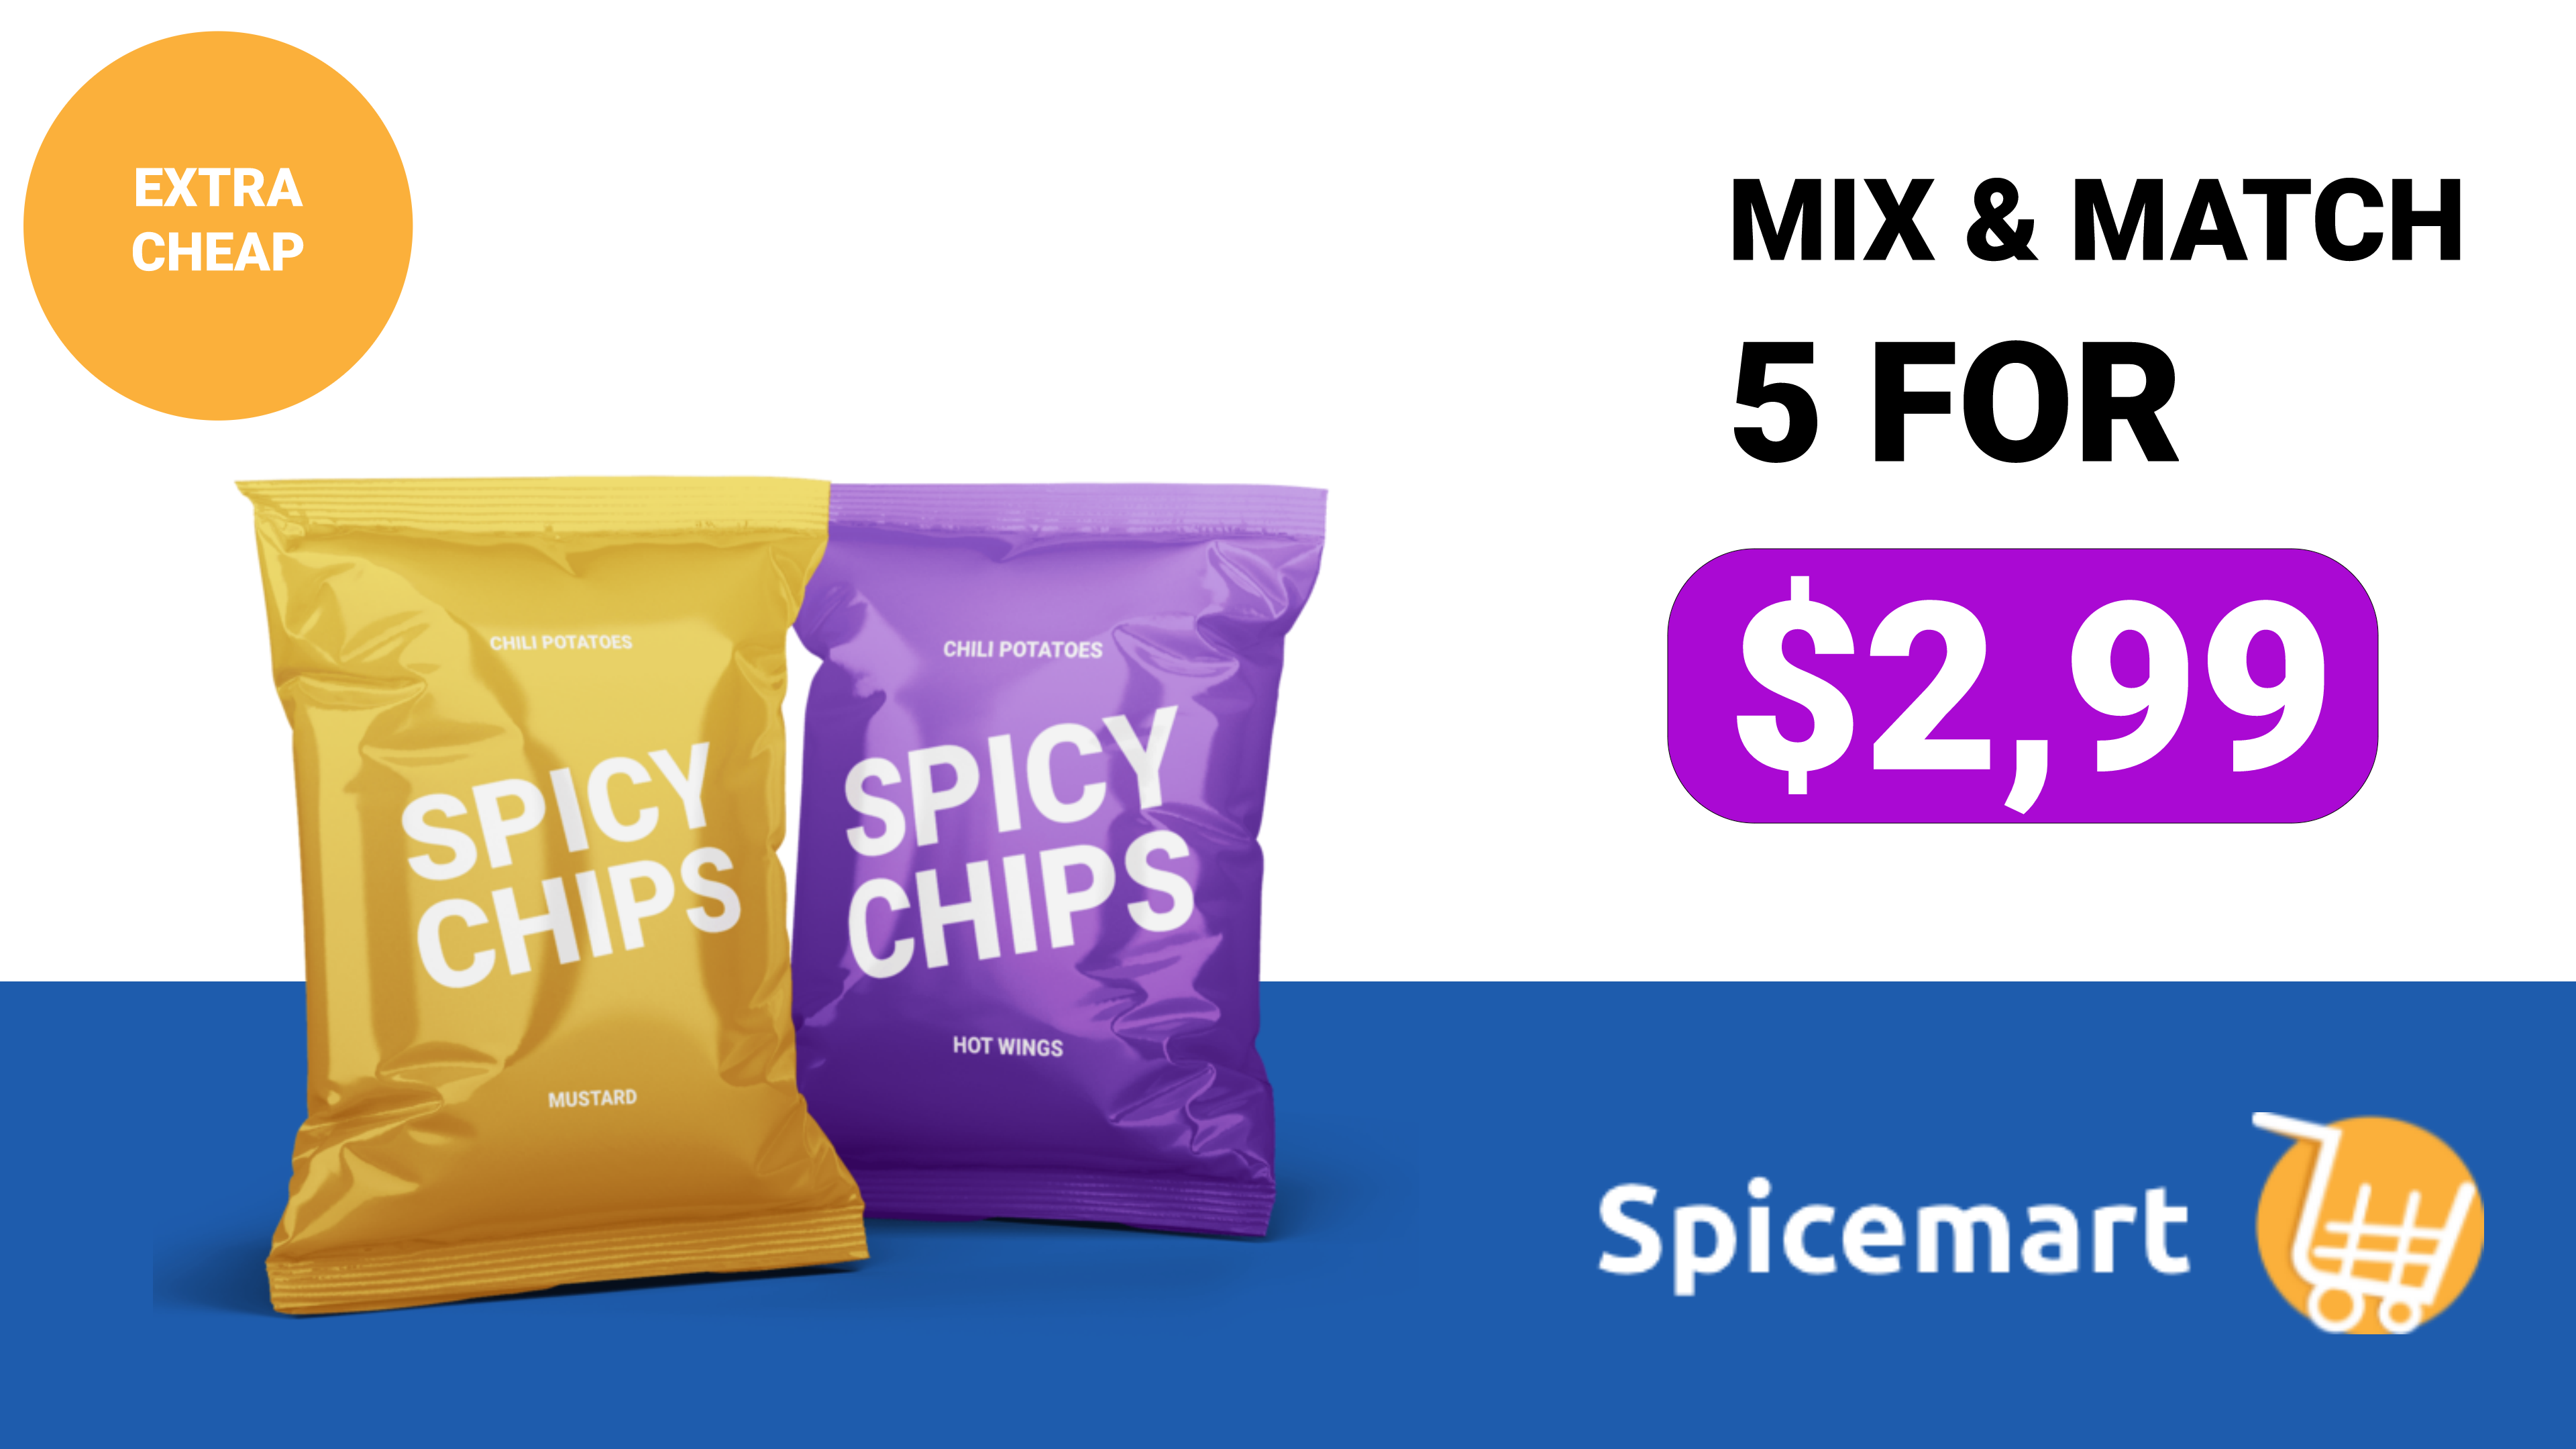 EXTRA
CHEAP
MIX & MATCH
5 FOR
$2,99
CHILI POTATOES
SPICY
CHIPS
MUSTARD
CHILI POTATOES
SPICY
CHIPS
HOT WINGS
Spicemart